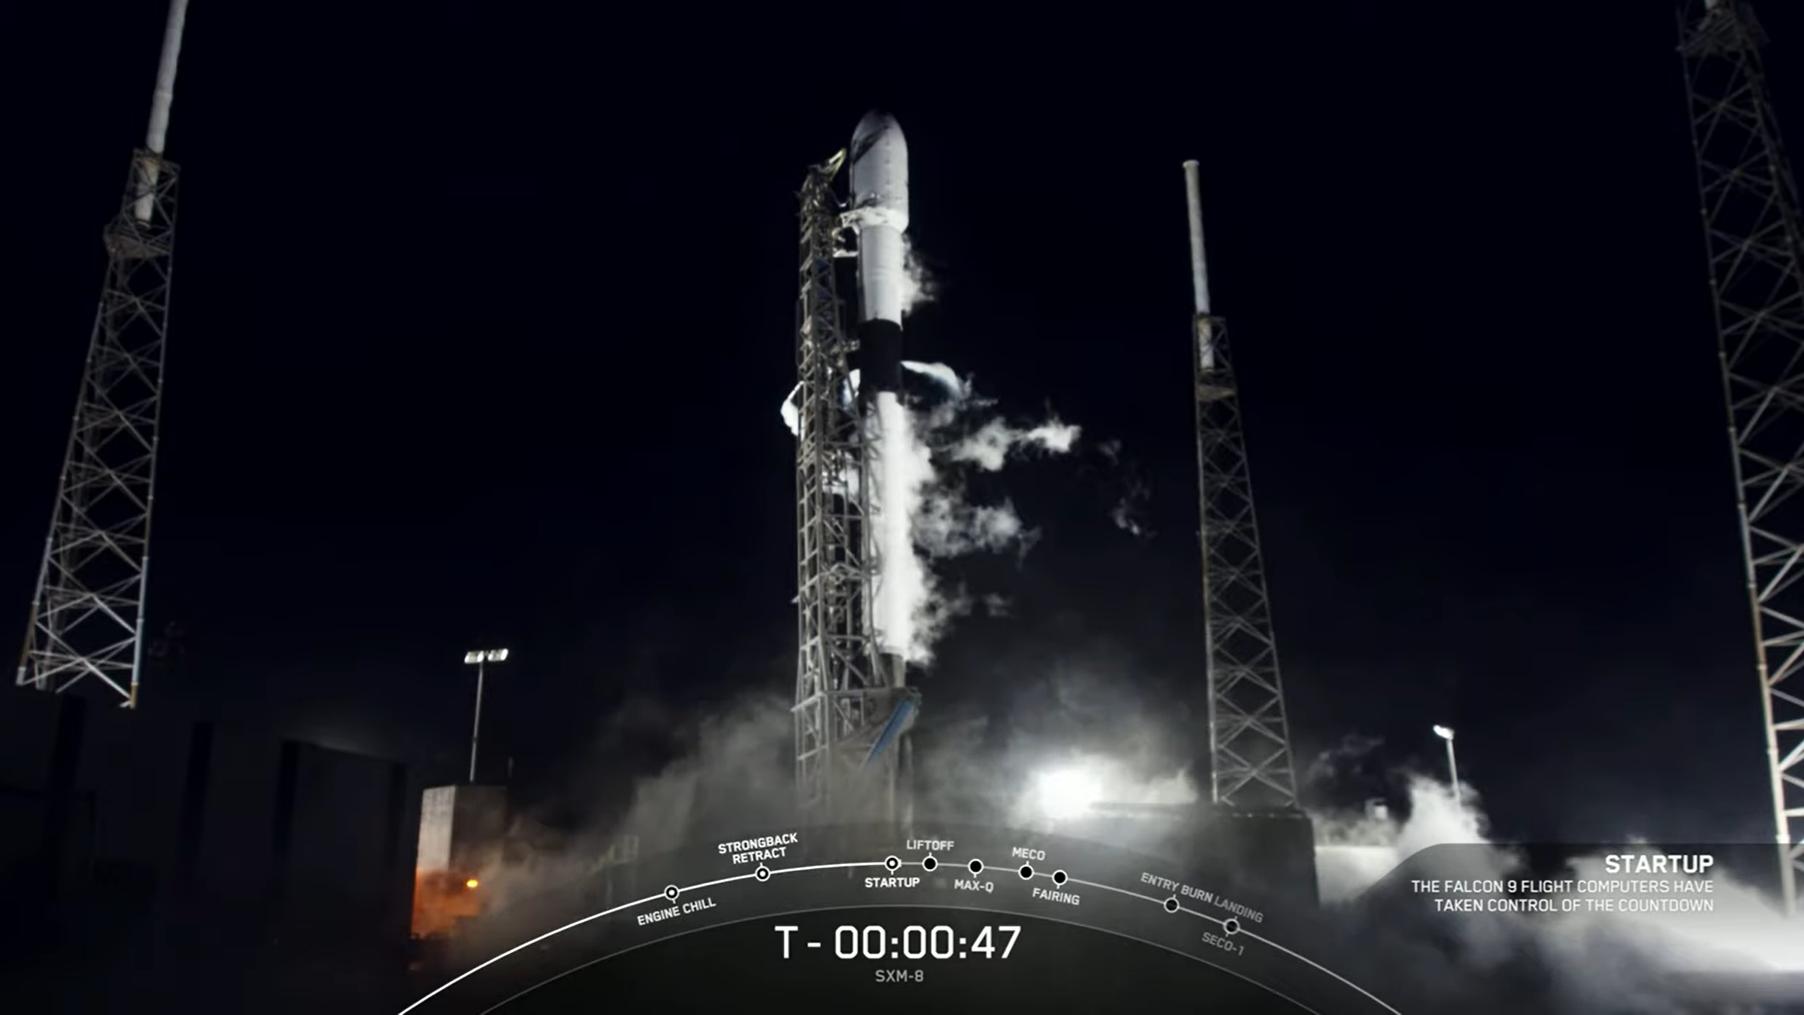 STRONGBACK
RETRACT
LIFTOFF
MECO
ENTRY BURN LANDING
ENGINE CHILL
STARTUP
MAX-Q
FAIRING
SECO-1
T - 00:00:47
SXM-8
STARTUP
THE FALCON 9 FLIGHT COMPUTERS HAVE
TAKEN CONTROL OF THE COUNTDOWN